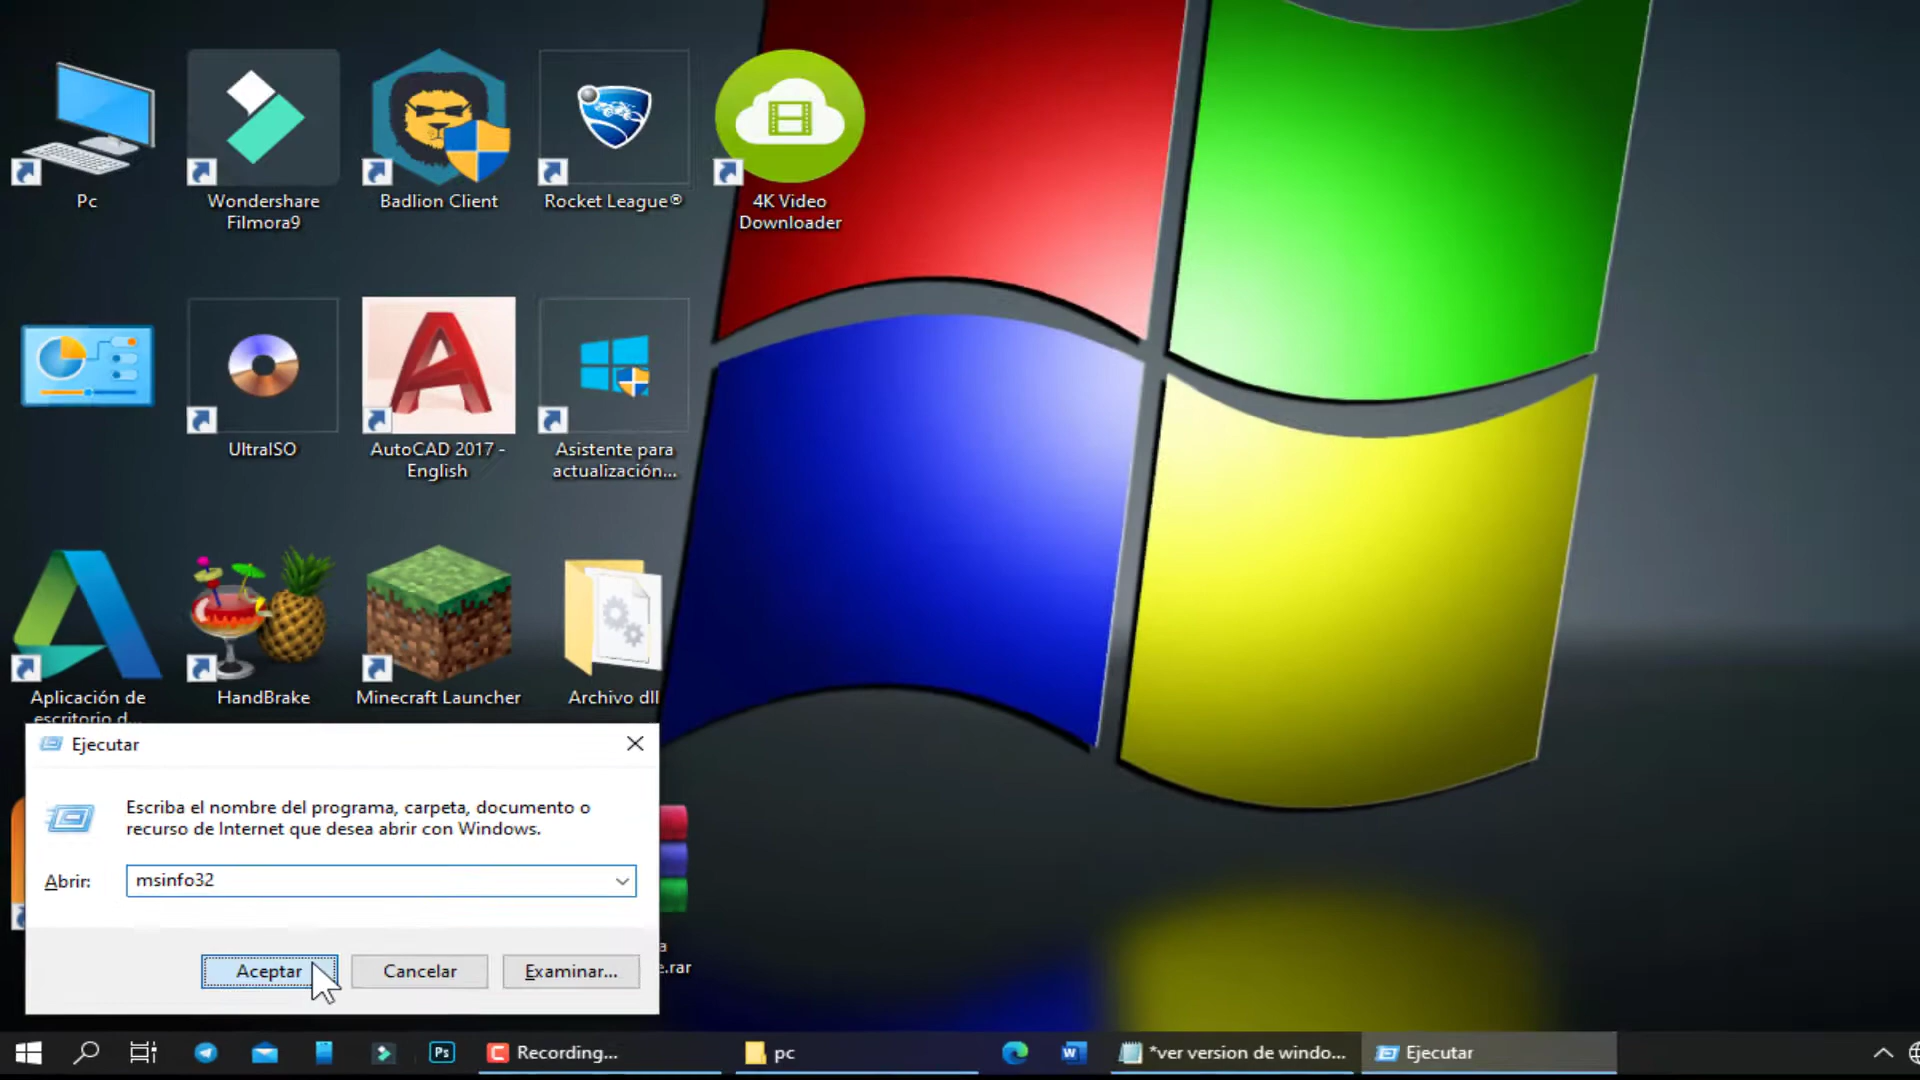 Pc
Wondershare
Filmora9
Badlion Client
Rocket League®
4K Video
Downloader
UltraISO
AutoCAD 2017 -
English
Asistente para
actualización...
Aplicación de
escritorio d...
HandBrake
Minecraft Launcher
Archivo dll
Ejecutar
Escriba el nombre del programa, carpeta, documento o
recurso de Internet que desea abrir con Windows.
Abrir:
msinfo32
Aceptar
Cancelar
Examinar...
a
e.rar
Ps
Recording...
pc
W
*ver version de windo...
Ejecutar